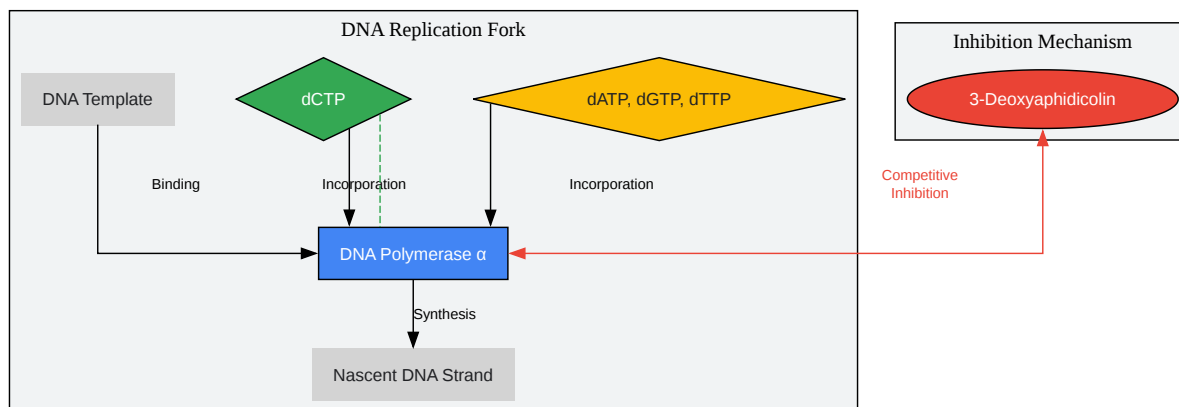 DNA Replication Fork
Inhibition Mechanism
DNA Template
dCTP
dATP, dGTP, dTTP
3-Deoxyaphidicolin
Binding
Incorporation
Incorporation
Competitive
Inhibition
DNA Polymerase α
Synthesis
Nascent DNA Strand